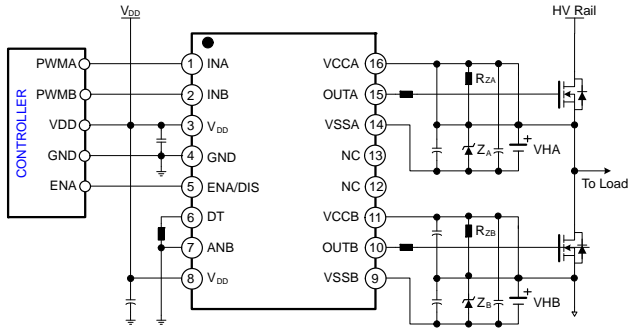 VDD
HV Rail
CONTROLLER
PWMA
PWMB
VDD
GND
ENA
1 INA
2 INB
3 VDD
4 GND
5 ENA/DIS
6 DT
7 ANB
8 VDD
VCCA 16
OUTA 15
VSSA 14
NC 13
NC 12
VCCB 11
OUTB 10
VSSB 9
RZA
ZA
+
VHA
To Load
RZB
ZB
+
VHB